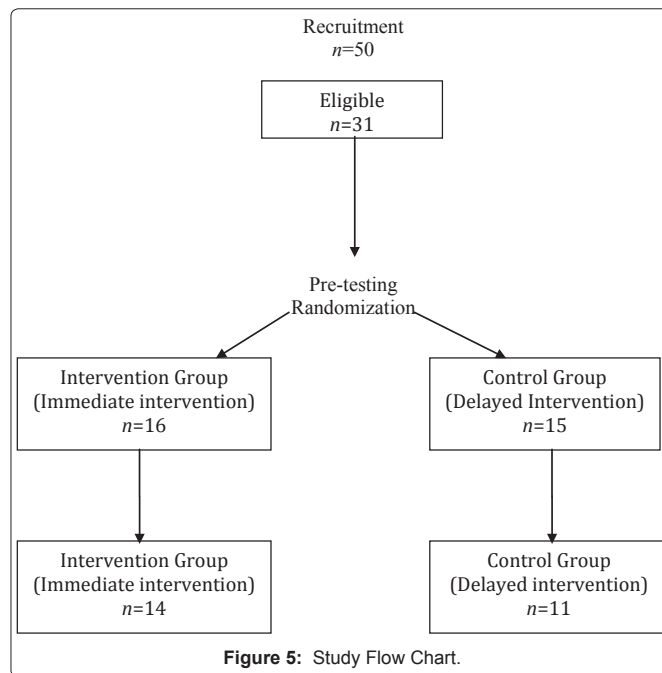 Recruitment
n=50
Eligible
n=31
Pre-testing
Randomization
Intervention Group
(Immediate intervention)
n=16
Control Group
(Delayed Intervention)
n=15
Intervention Group
(Immediate intervention)
n=14
Control Group
(Delayed intervention)
n=11
Figure 5: Study Flow Chart.